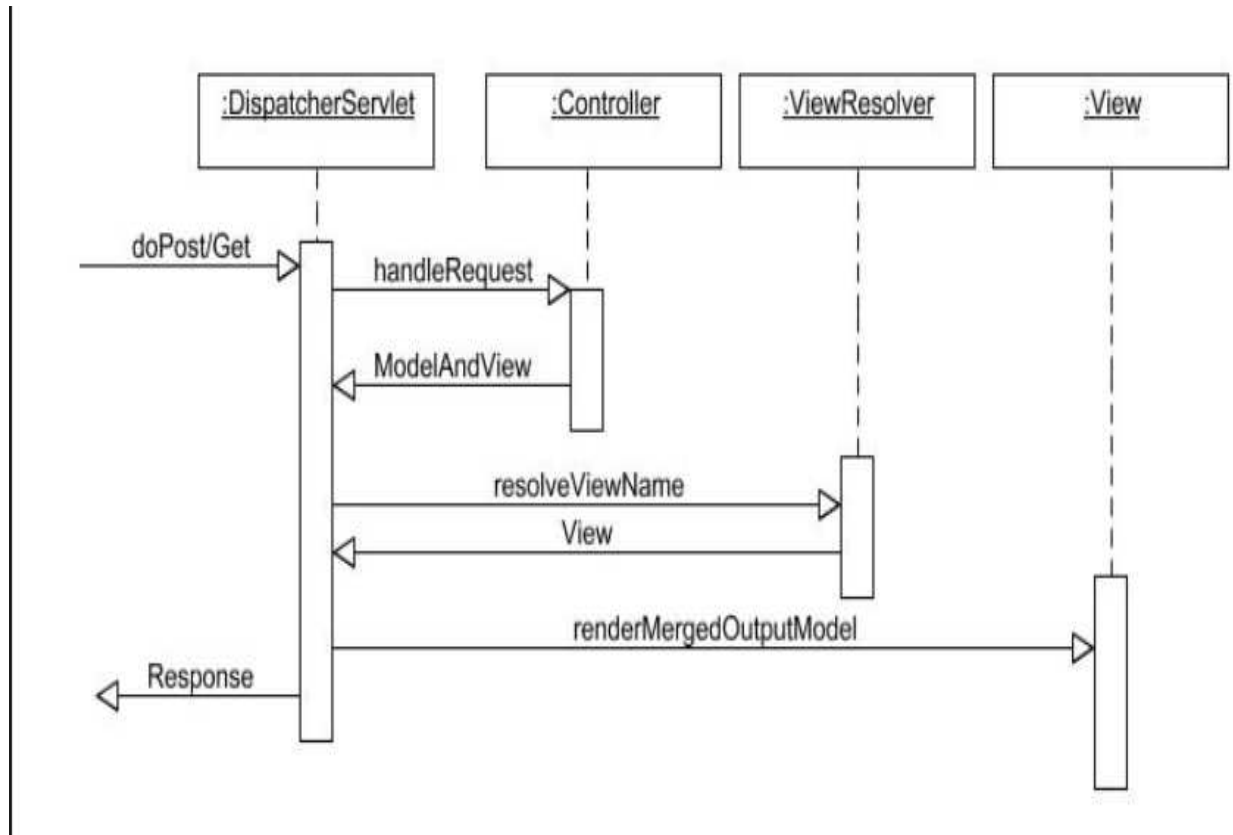 :DispatcherServlet
:Controller
:ViewResolver
:View
doPost/Get
handleRequest
ModelAndView
resolveViewName
View
renderMergedOutputModel
Response